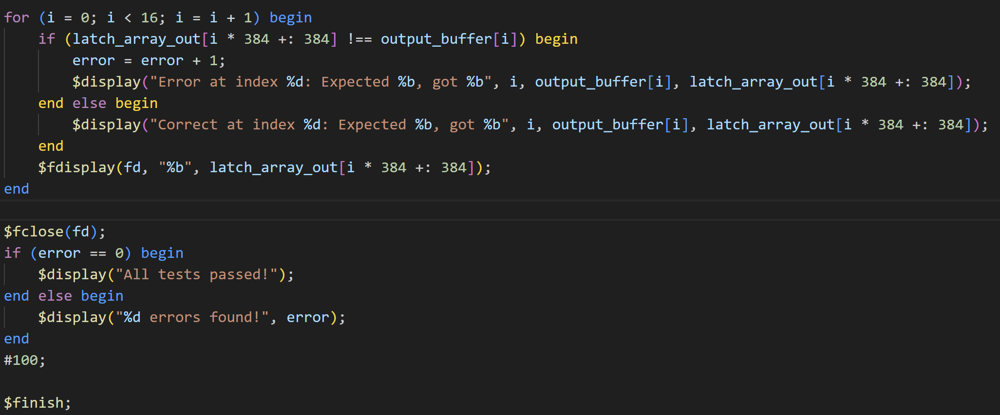 for (i = 0; i < 16; i = i + 1) begin
    if (latch_array_out[i * 384 +: 384] !== output_buffer[i]) begin
        error = error + 1;
        $display("Error at index %d: Expected %b, got %b", i, output_buffer[i], latch_array_out[i * 384 +: 384]);
    end else begin
        $display("Correct at index %d: Expected %b, got %b", i, output_buffer[i], latch_array_out[i * 384 +: 384]);
    end
    $fdisplay(fd, "%b", latch_array_out[i * 384 +: 384]);
end

$fclose(fd);
if (error == 0) begin
    $display("All tests passed!");
end else begin
    $display("%d errors found!", error);
end
#100;

$finish;